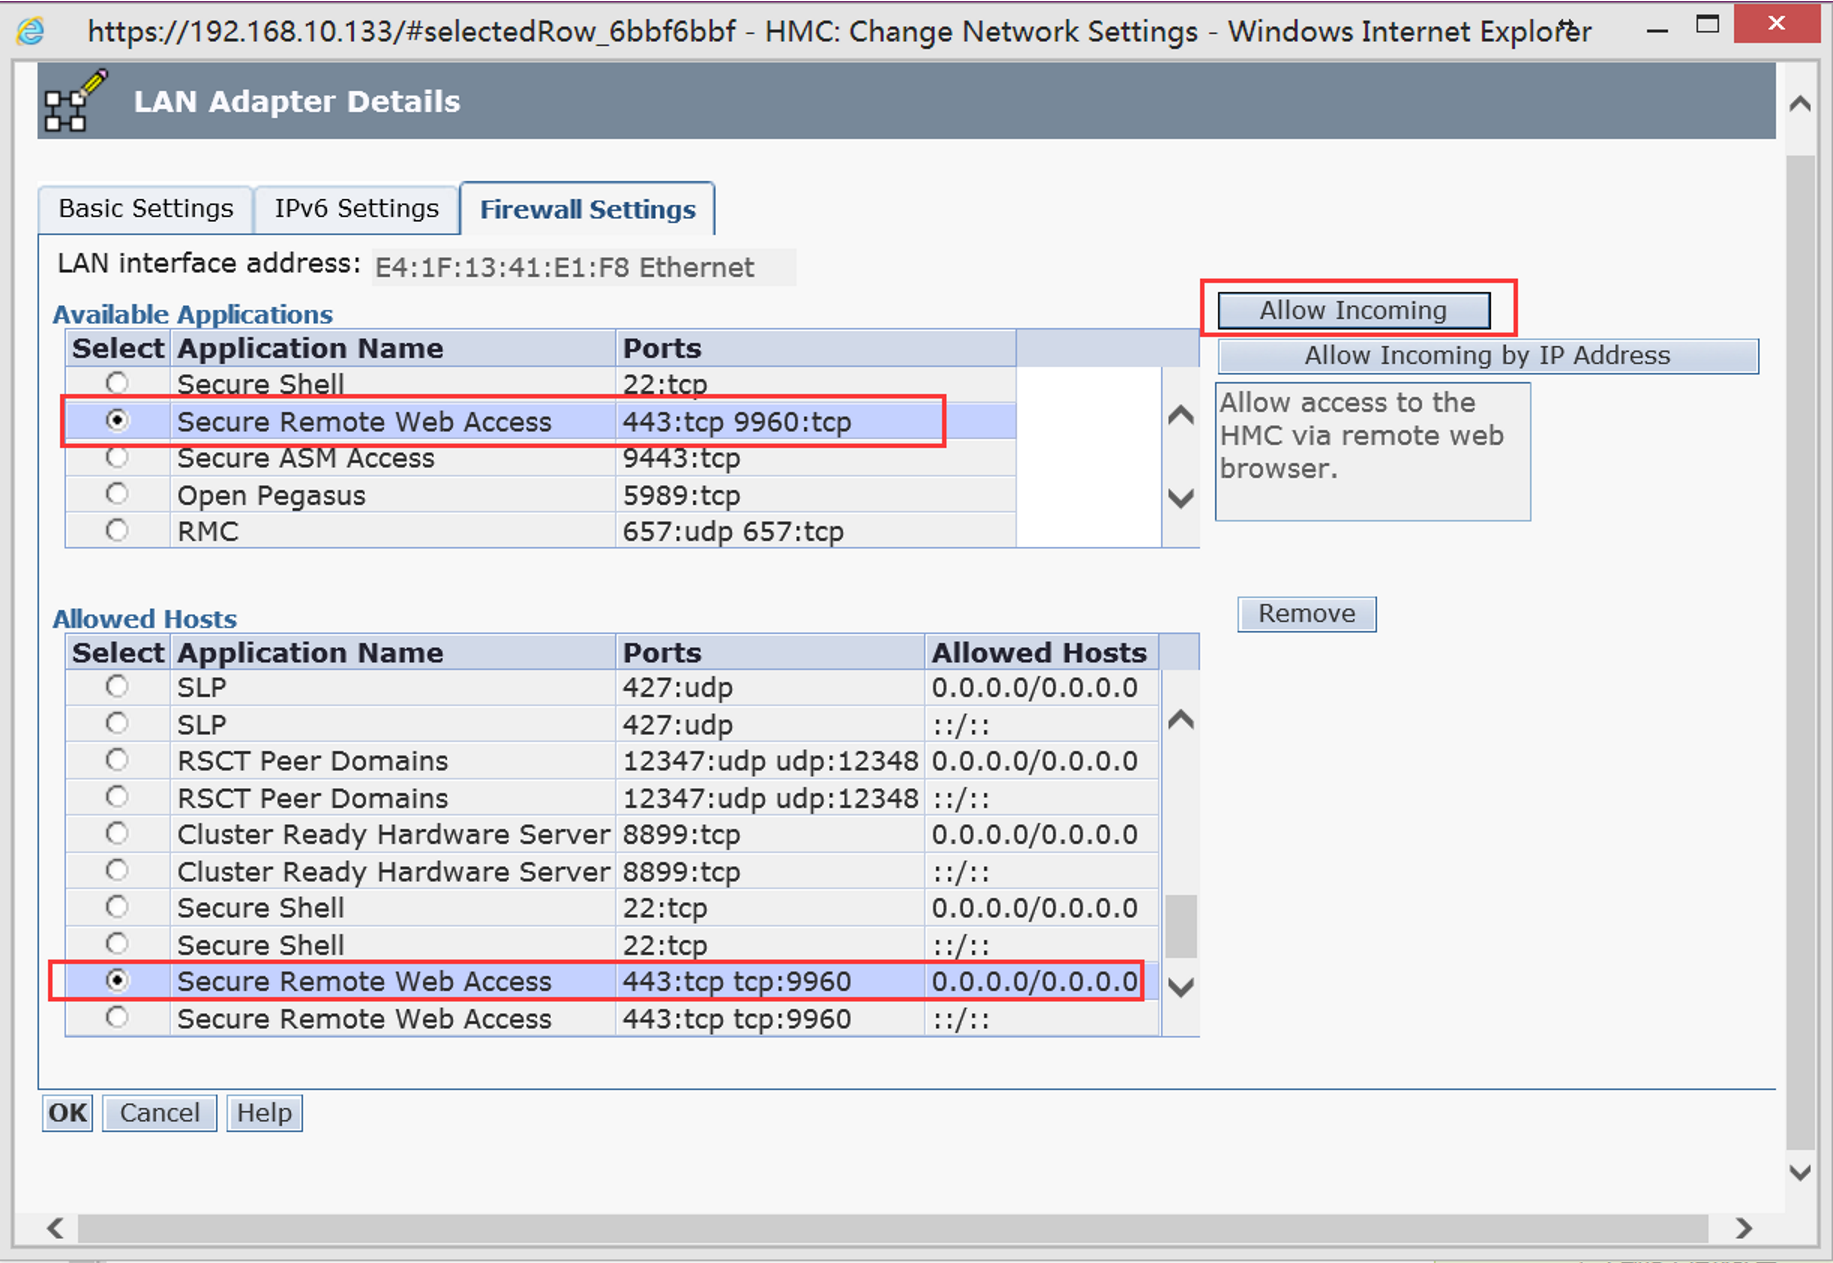 https://192.168.10.133/#selectedRow_6bbf6bbf - HMC: Change Network Settings - Windows Internet Explorer
LAN Adapter Details
Basic Settings IPv6 Settings Firewall Settings
LAN interface address: E4:1F:13:41:E1:F8 Ethernet
Available Applications
Select Application Name Ports
Secure Shell 22:tcp
Secure Remote Web Access 443:tcp 9960:tcp
Secure ASM Access 9443:tcp
Open Pegasus 5989:tcp
RMC 657:udp 657:tcp
Allow Incoming
Allow Incoming by IP Address
Allow access to the
HMC via remote web
browser.
Allowed Hosts
Remove
Select Application Name Ports Allowed Hosts
SLP 427:udp 0.0.0.0/0.0.0.0
SLP 427:udp ::/::
RSCT Peer Domains 12347:udp udp:12348 0.0.0.0/0.0.0.0
RSCT Peer Domains 12347:udp udp:12348 ::/::
Cluster Ready Hardware Server 8899:tcp 0.0.0.0/0.0.0.0
Cluster Ready Hardware Server 8899:tcp ::/::
Secure Shell 22:tcp 0.0.0.0/0.0.0.0
Secure Shell 22:tcp ::/::
Secure Remote Web Access 443:tcp tcp:9960 0.0.0.0/0.0.0.0
Secure Remote Web Access 443:tcp tcp:9960 ::/::
OK Cancel Help